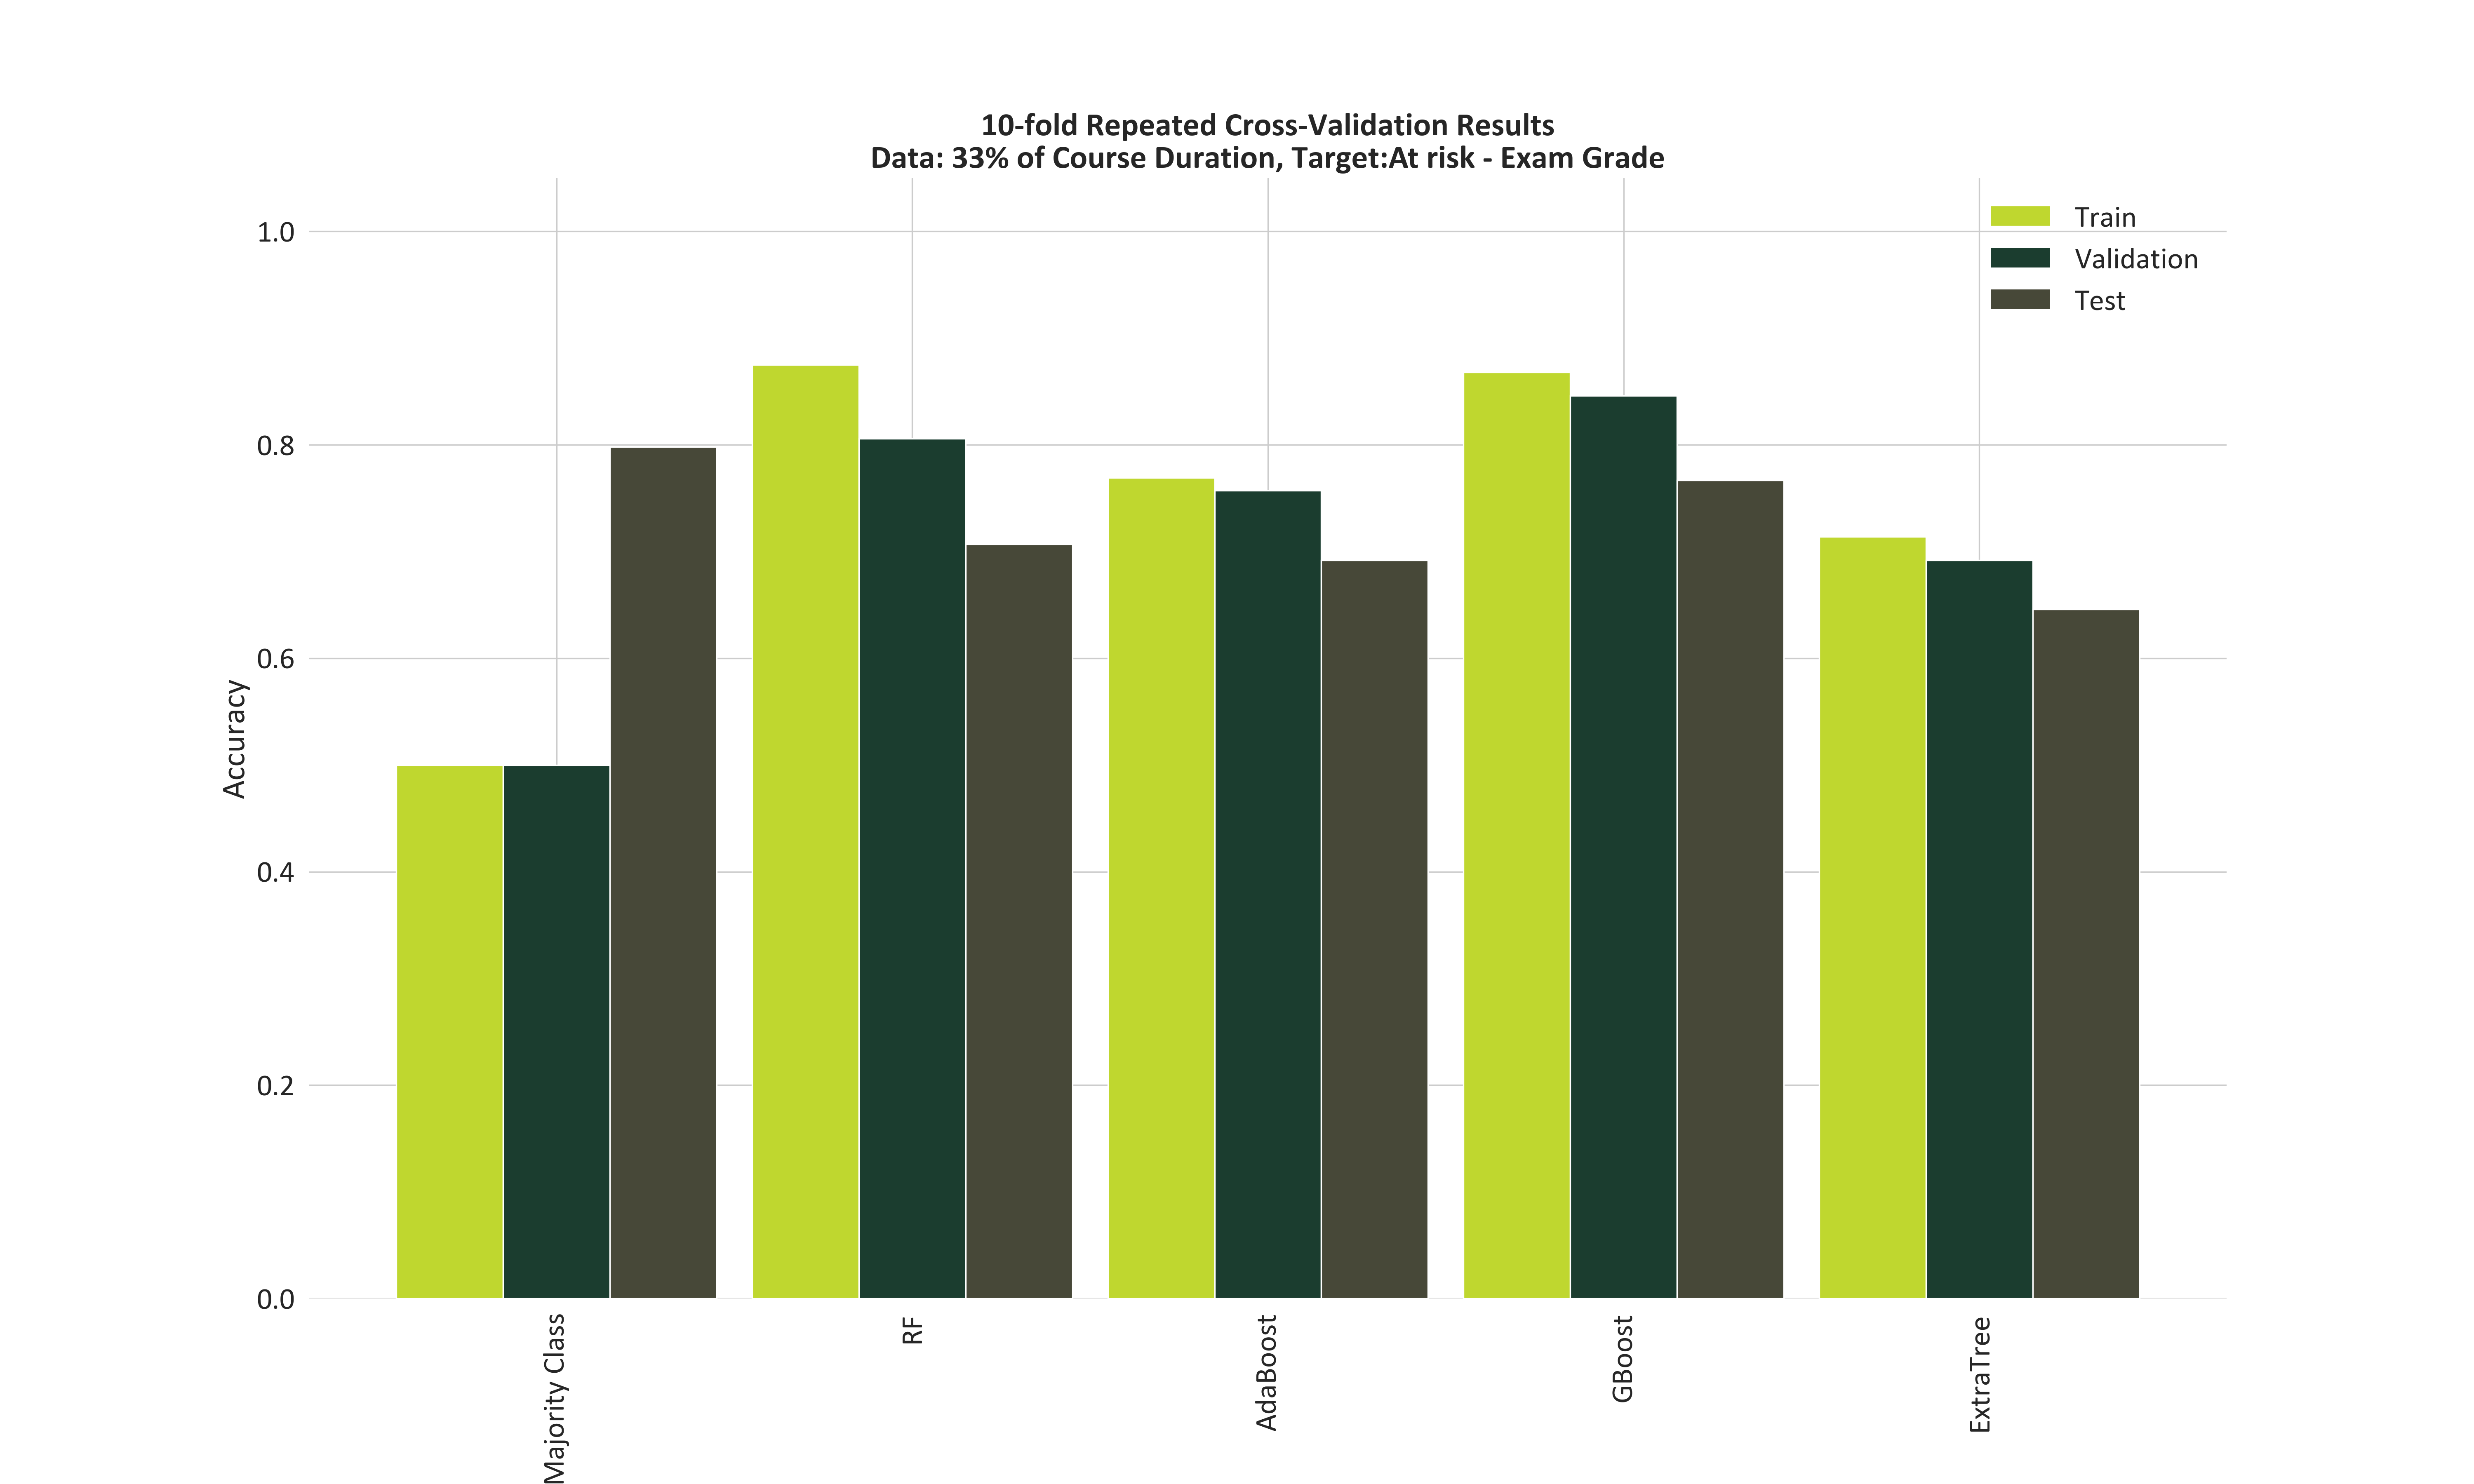 10-fold Repeated Cross-Validation Results
Data: 33% of Course Duration, Target:At risk - Exam Grade
Train
Validation
Test
Accuracy
1.0
0.8
0.6
0.4
0.2
0.0
Majority Class
RF
AdaBoost
GBoost
ExtraTree